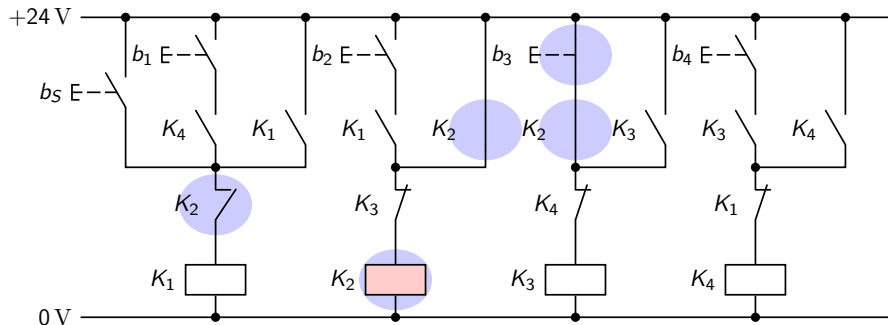 +24 V
b1 b2 b3 b4
bS
K4 K1 K1 K2 K2 K3 K3 K4
K2 K3 K4 K1
K1 K2 K3 K4
0 V